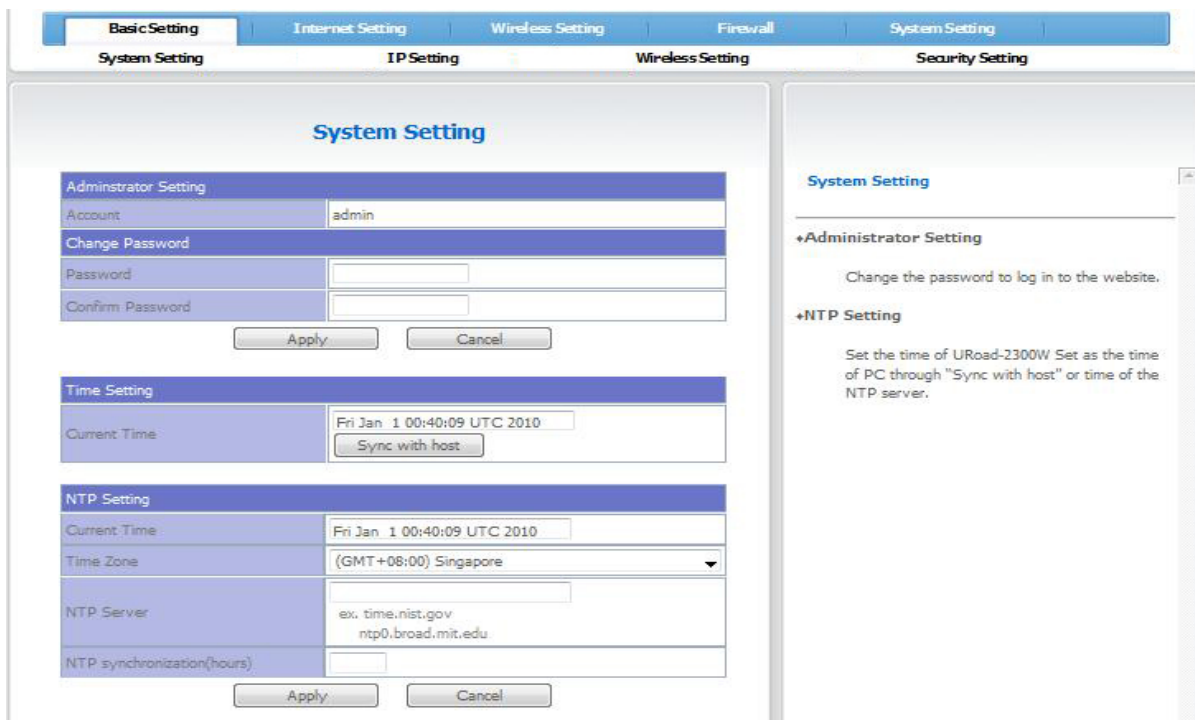 Basic Setting Internet Setting Wireless Setting Firewall System Setting
System Setting IP Setting Wireless Setting Security Setting
System Setting
Adminstrator Setting
Account admin
Change Password
Password
Confirm Password
Apply Cancel
Time Setting
Current Time Fri Jan 1 00:40:09 UTC 2010
Sync with host
NTP Setting
Current Time Fri Jan 1 00:40:09 UTC 2010
Time Zone (GMT+08:00) Singapore
NTP Server
ex. time.nist.gov
ntp0.broad.mit.edu
NTP synchronization(hours)
Apply Cancel
System Setting
+Administrator Setting
Change the password to log in to the website.
+NTP Setting
Set the time of URoad-2300W Set as the time
of PC through "Sync with host" or time of the
NTP server.